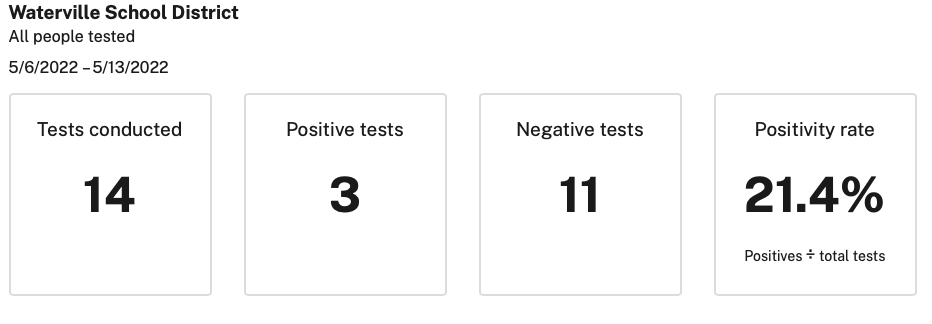 Waterville School District
All people tested
5/6/2022 – 5/13/2022
Tests conducted
14
Positive tests
3
Negative tests
11
Positivity rate
21.4%
Positives ÷ total tests